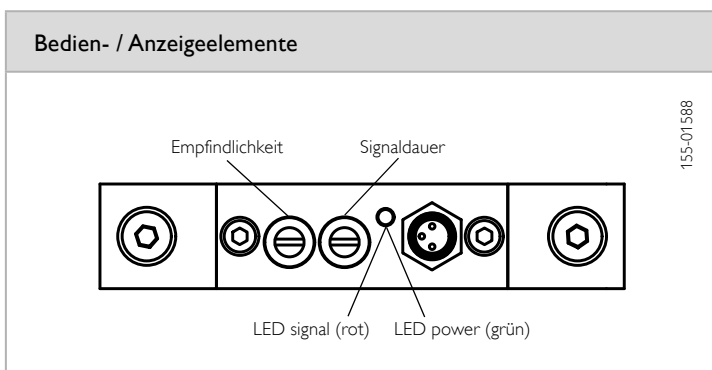 Bedien- / Anzeigeelemente
155-01588
Empfindlichkeit
Signaldauer
LED signal (rot)
LED power (grün)